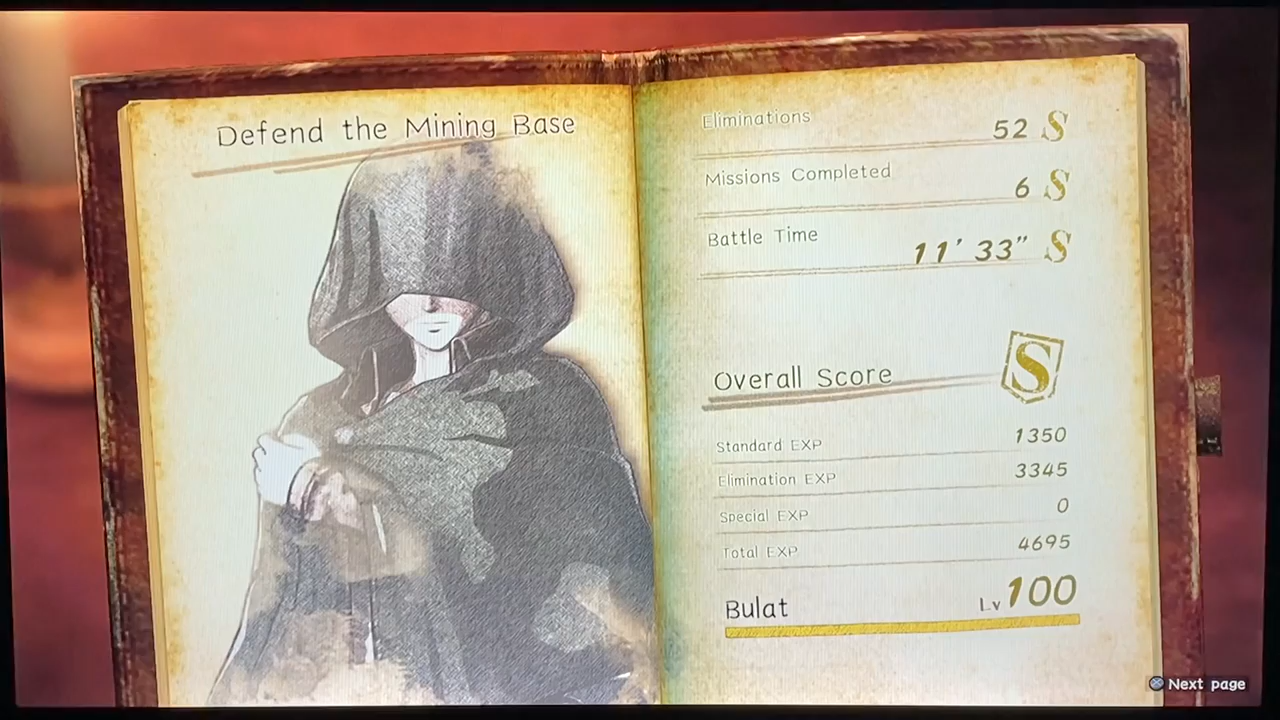 Defend the Mining Base
Eliminations 52 S
Missions Completed 6 S
Battle Time 11' 33" S
Overall Score S
Standard EXP 1350
Elimination EXP 3345
Special EXP 0
Total EXP 4695
Bulat Lv 100
Next page